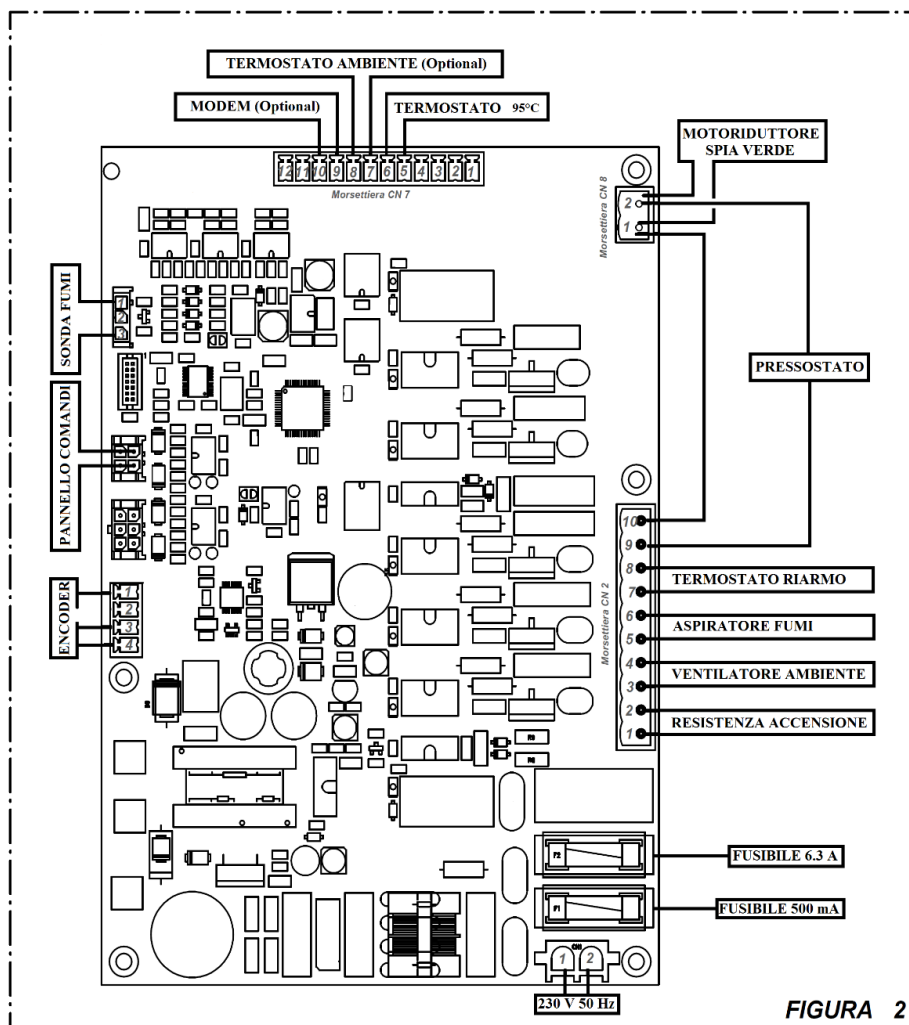 TERMOSTATO AMBIENTE (Optional)
MODEM (Optional)
TERMOSTATO 95°C
MOTORIDUTTORE
SPIA VERDE
12 11 10 9 8 7 6 5 4 3 2 1
Morsettiera CN 7
Morsettiera CN 8
2
1
SONDA FUMI
1
2
3
PRESSOSTATO
PANNELLO COMANDI
ENCODER
1
2
3
4
Morsettiera CN 2
10
9
8
7
6
5
4
3
2
1
TERMOSTATO RIARMO
ASPIRATORE FUMI
VENTILATORE AMBIENTE
RESISTENZA ACCENSIONE
F2
FUSIBILE 6.3 A
F1
FUSIBILE 500 mA
1 2
230 V 50 Hz
FIGURA 2